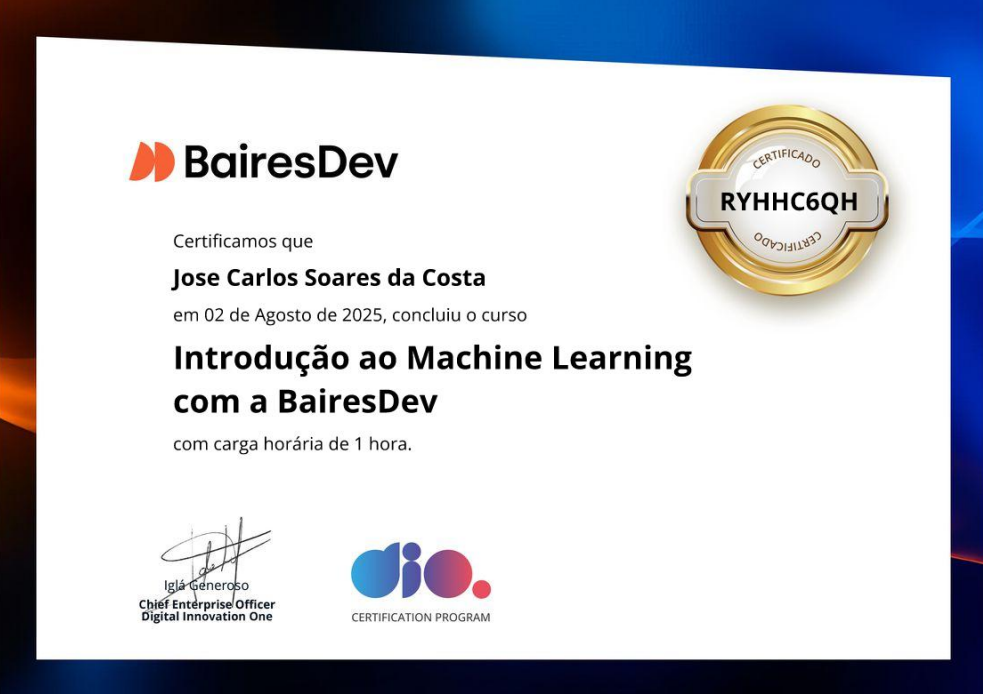 BairesDev
CERTIFICADO
RYHHC6QH
CERTIFICADO
Certificamos que
Jose Carlos Soares da Costa
em 02 de Agosto de 2025, concluiu o curso
Introdução ao Machine Learning
com a BairesDev
com carga horária de 1 hora.
Iglá Generoso
Chief Enterprise Officer
Digital Innovation One
dio.
CERTIFICATION PROGRAM